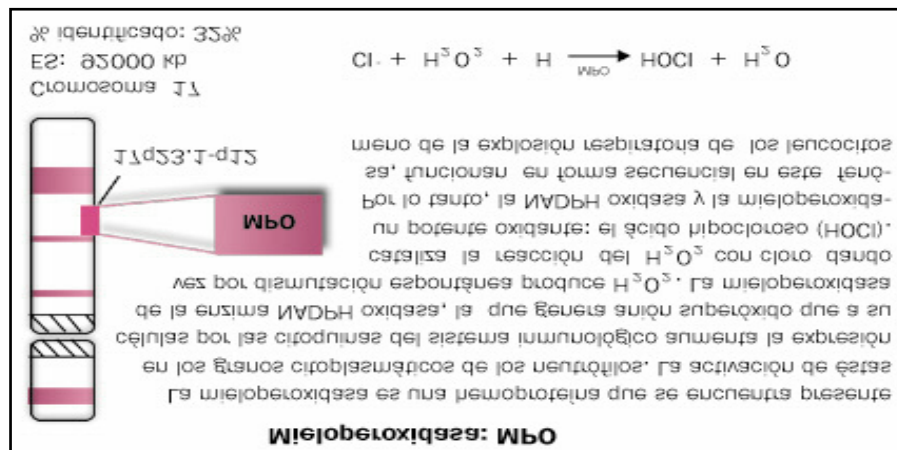 Mieloperoxidasa: MPO
La mieloperoxidasa es una hemoproteína que se encuentra presente
en los granos citoplasmáticos de los neutrófilos. La activación de éstas
células por las citoquinas del sistema inmunológico aumenta la expresión
de la enzima NADPH oxidasa, la que genera anión superóxido que a su
vez por dismutación espontánea produce H₂O₂. La mieloperoxidasa
cataliza la reacción del H₂O₂ con cloro dando
un potente oxidante: el ácido hipocloroso (HOCl).
Por lo tanto, la NADPH oxidasa y la mieloperoxida-
sa, funcionan en forma secuencial en este fenó-
meno de la explosión respiratoria de los leucocitos
MPO
17q23.1-q12
Cromosoma 17
ES: 92000 kb
% identificado: 32%
Cl⁻ + H₂O₂ + H → HOCl + H₂O
MPO